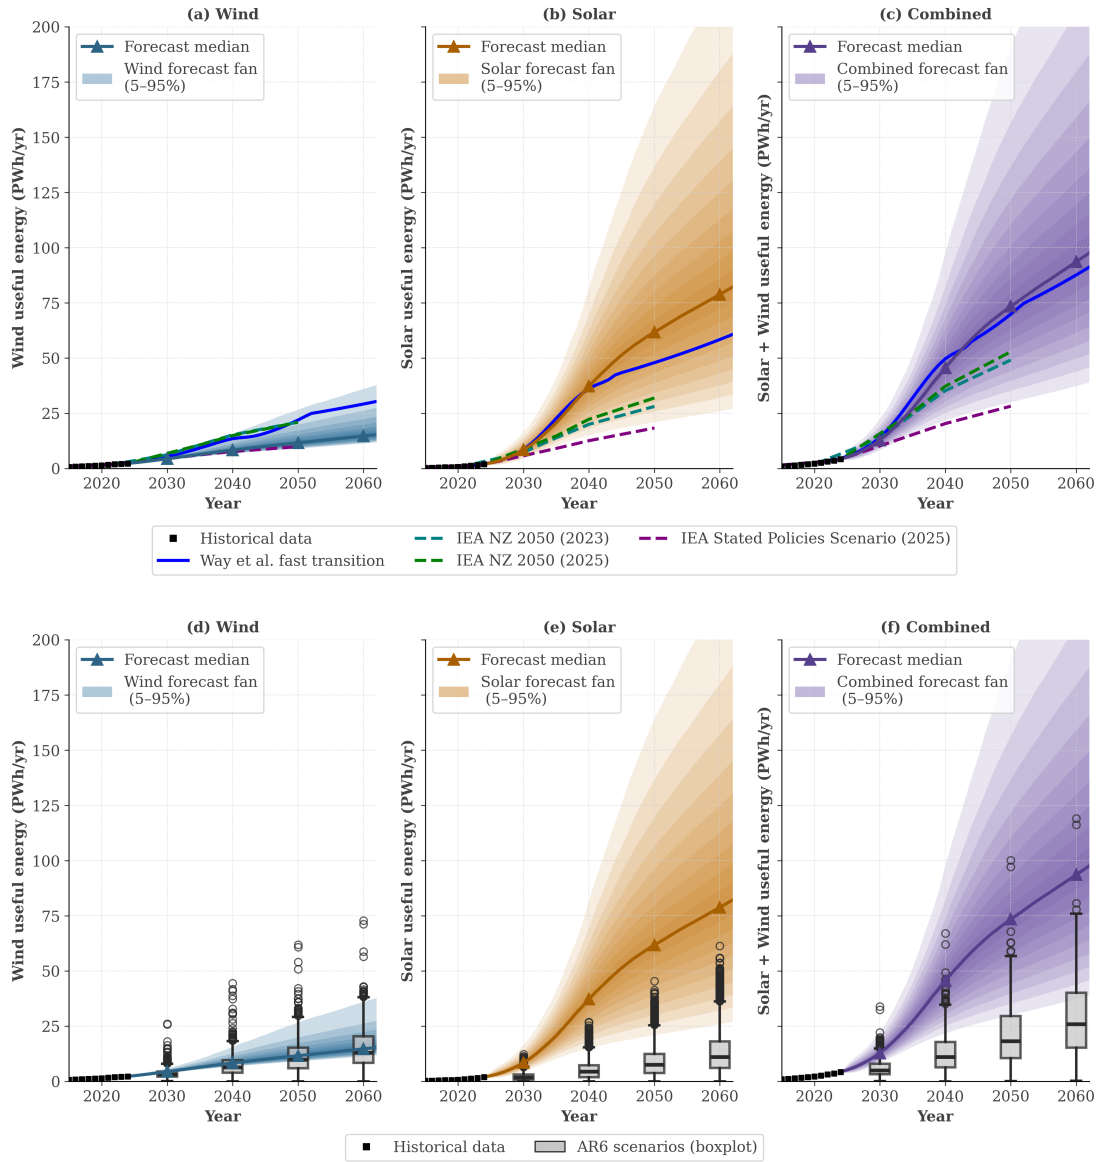 (a) Wind
(b) Solar
(c) Combined
Wind useful energy (PWh/yr)
200
175
150
125
100
75
50
25
0
Forecast median
Wind forecast fan
(5–95%)
2020
2030
2040
2050
2060
Year
Solar useful energy (PWh/yr)
Forecast median
Solar forecast fan
(5–95%)
2020
2030
2040
2050
2060
Year
Solar + Wind useful energy (PWh/yr)
Forecast median
Combined forecast fan
(5–95%)
2020
2030
2040
2050
2060
Year
Historical data
Way et al. fast transition
IEA NZ 2050 (2023)
IEA NZ 2050 (2025)
IEA Stated Policies Scenario (2025)
(d) Wind
(e) Solar
(f) Combined
Wind useful energy (PWh/yr)
200
175
150
125
100
75
50
25
0
Forecast median
Wind forecast fan
(5–95%)
2020
2030
2040
2050
2060
Year
Solar useful energy (PWh/yr)
Forecast median
Solar forecast fan
(5–95%)
2020
2030
2040
2050
2060
Year
Solar + Wind useful energy (PWh/yr)
Forecast median
Combined forecast fan
(5–95%)
2020
2030
2040
2050
2060
Year
Historical data
AR6 scenarios (boxplot)